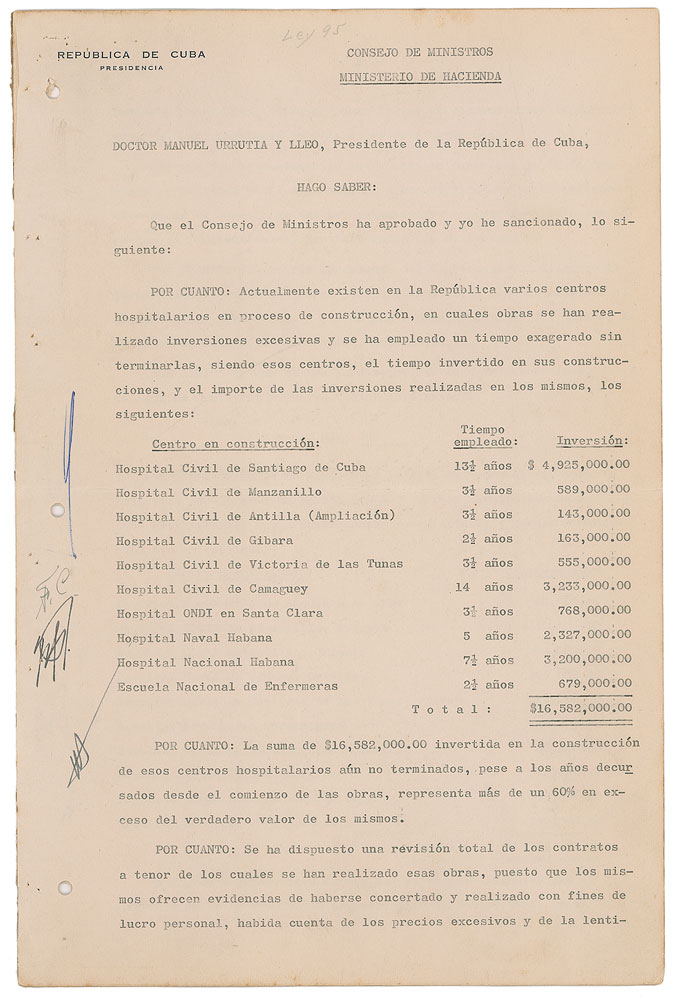 Ley 95
REPÚBLICA DE CUBA
PRESIDENCIA
CONSEJO DE MINISTROS
MINISTERIO DE HACIENDA
DOCTOR MANUEL URRUTIA Y LLEO, Presidente de la República de Cuba,
HAGO SABER:
Que el Consejo de Ministros ha aprobado y yo he sancionado, lo si-
guiente:
POR CUANTO: Actualmente existen en la República varios centros
hospitalarios en proceso de construcción, en cuales obras se han rea-
lizado inversiones excesivas y se ha empleado un tiempo exagerado sin
terminarlas, siendo esos centros, el tiempo invertido en sus construc-
ciones, y el importe de las inversiones realizadas en los mismos, los
siguientes:
Centro en construcción: Tiempo empleado: Inversión:
Hospital Civil de Santiago de Cuba 13½ años $ 4,925,000.00
Hospital Civil de Manzanillo 3½ años 589,000.00
Hospital Civil de Antilla (Ampliación) 3½ años 143,000.00
Hospital Civil de Gibara 2½ años 163,000.00
Hospital Civil de Victoria de las Tunas 3½ años 555,000.00
Hospital Civil de Camaguey 14 años 3,233,000.00
Hospital ONDI en Santa Clara 3½ años 768,000.00
Hospital Naval Habana 5 años 2,327,000.00
Hospital Nacional Habana 7½ años 3,200,000.00
Escuela Nacional de Enfermeras 2½ años 679,000.00
T o t a l : $16,582,000.00
POR CUANTO: La suma de $16,582,000.00 invertida en la construcción
de esos centros hospitalarios aún no terminados, pese a los años decur
sados desde el comienzo de las obras, representa más de un 60% en ex-
ceso del verdadero valor de los mismos.
POR CUANTO: Se ha dispuesto una revisión total de los contratos
a tenor de los cuales se han realizado esas obras, puesto que los mis-
mos ofrecen evidencias de haberse concertado y realizado con fines de
lucro personal, habida cuenta de los precios excesivos y de la lenti-